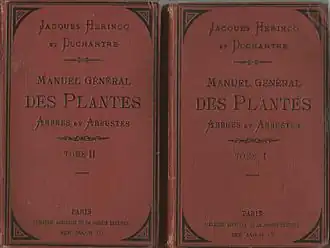 Jacques Herincq
et Duchartre
Manuel Général
des Plantes
Arbres et Arbustes
Tome II
Paris
Jacques Herincq
et Duchartre
Manuel Général
des Plantes
Arbres et Arbustes
Tome I
Paris